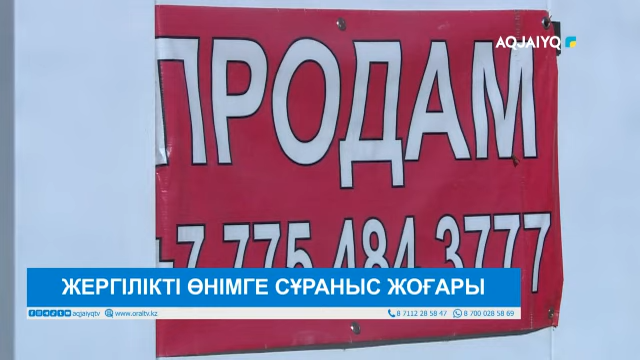 AQJAIYQ
ПРОДАМ
+7 775 484 3777
ЖЕРГІЛІКТІ ӨНІМГЕ СҰРАНЫС ЖОҒАРЫ
aqjaiyqtv www.oraltv.kz 8 7112 28 58 47 8 700 028 58 69